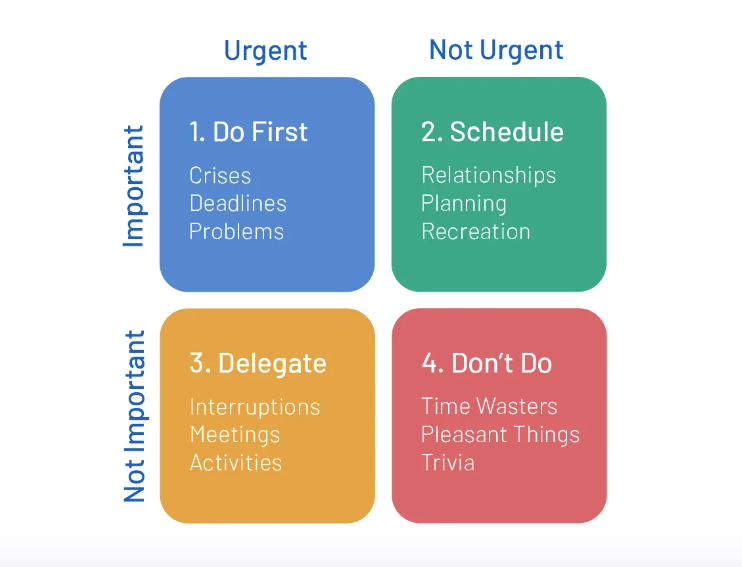 Urgent
Not Urgent
Important
1. Do First
Crises
Deadlines
Problems
2. Schedule
Relationships
Planning
Recreation
Not Important
3. Delegate
Interruptions
Meetings
Activities
4. Don’t Do
Time Wasters
Pleasant Things
Trivia